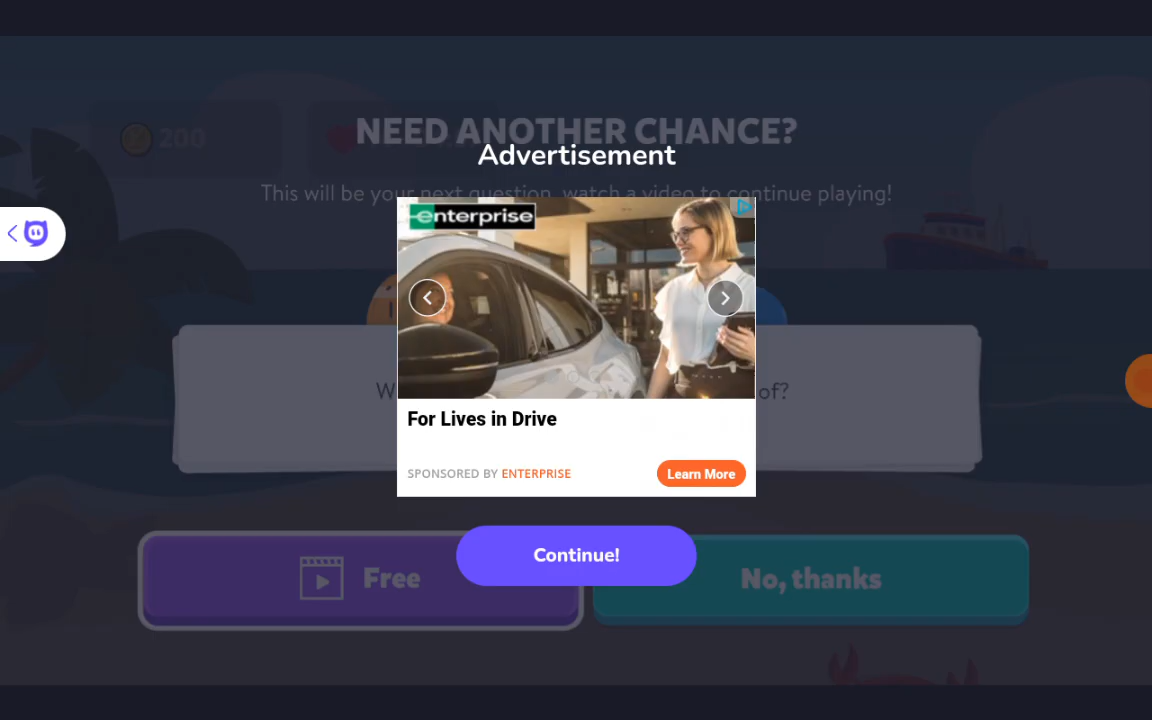 200
NEED ANOTHER CHANCE?
Advertisement
This will be your next question, watch a video to continue playing!
enterprise
of?
For Lives in Drive
SPONSORED BY ENTERPRISE
Learn More
Continue!
Free
No, thanks